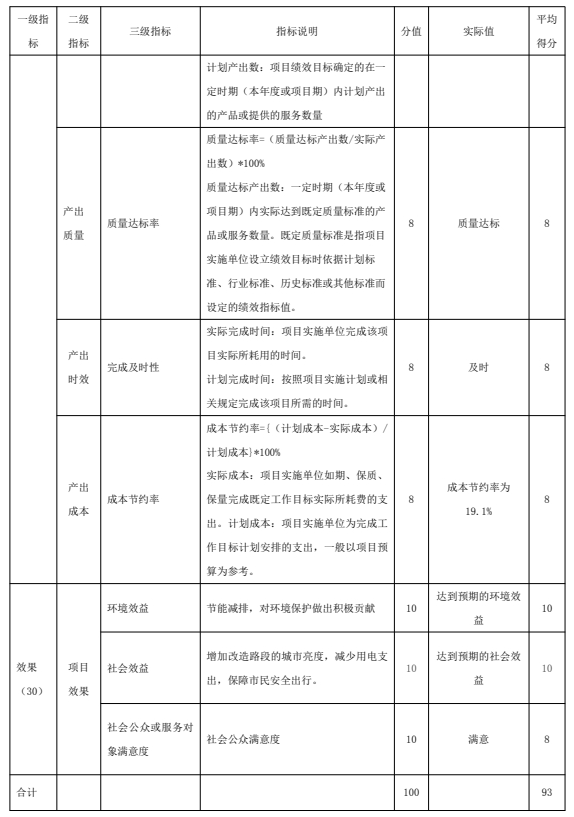 一级指标 二级指标 三级指标 指标说明 分值 实际值 平均得分
计划产出数：项目绩效目标确定的在一
定时期（本年度或项目期）内计划产出
的产品或提供的服务数量
产出质量 质量达标率
质量达标率=（质量达标产出数/实际产
出数）*100%
质量达标产出数：一定时期（本年度或
项目期）内实际达到既定质量标准的产
品或服务数量。既定质量标准是指项目
实施单位设立绩效目标时依据计划标
准、行业标准、历史标准或其他标准而
设定的绩效指标值。
8 质量达标 8
产出时效 完成及时性
实际完成时间：项目实施单位完成该项
目实际所耗用的时间。
计划完成时间：按照项目实施计划或相
关规定完成该项目所需的时间。
8 及时 8
产出成本 成本节约率
成本节约率={（计划成本-实际成本）/
计划成本}*100%
实际成本：项目实施单位如期、保质、
保量完成既定工作目标实际所耗费的支
出。计划成本：项目实施单位为完成工
作目标计划安排的支出，一般以项目预
算为参考。
8 成本节约率为19.1% 8
效果（30） 项目效果
环境效益 节能减排，对环境保护做出积极贡献 10 达到预期的环境效益 10
社会效益
增加改造路段的城市亮度，减少用电支
出，保障市民安全出行。
10 达到预期的社会效益 10
社会公众或服务对象满意度 社会公众满意度 10 满意 8
合计 100 93